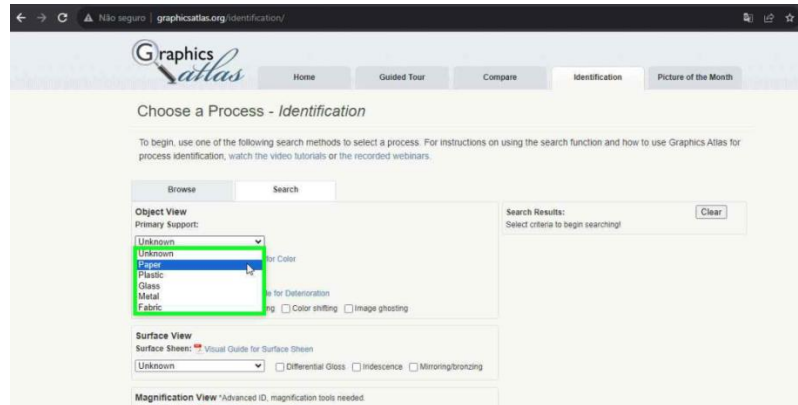 Não seguro | graphicsatlas.org/identification/
Graphics atlas
Home Guided Tour Compare Identification Picture of the Month
Choose a Process - Identification
To begin, use one of the following search methods to select a process. For instructions on using the search function and how to use Graphics Atlas for
process identification, watch the video tutorials or the recorded webinars.
Browse Search
Object View
Primary Support:
Unknown
Unknown
Paper
Plastic
Glass
Metal
Fabric
for Color
for Deterioration
Color shifting Image ghosting
Search Results: Clear
Select criteria to begin searching!
Surface View
Surface Sheen: Visual Guide for Surface Sheen
Unknown Differential Gloss Iridescence Mirroring/bronzing
Magnification View *Advanced ID, magnification tools needed.